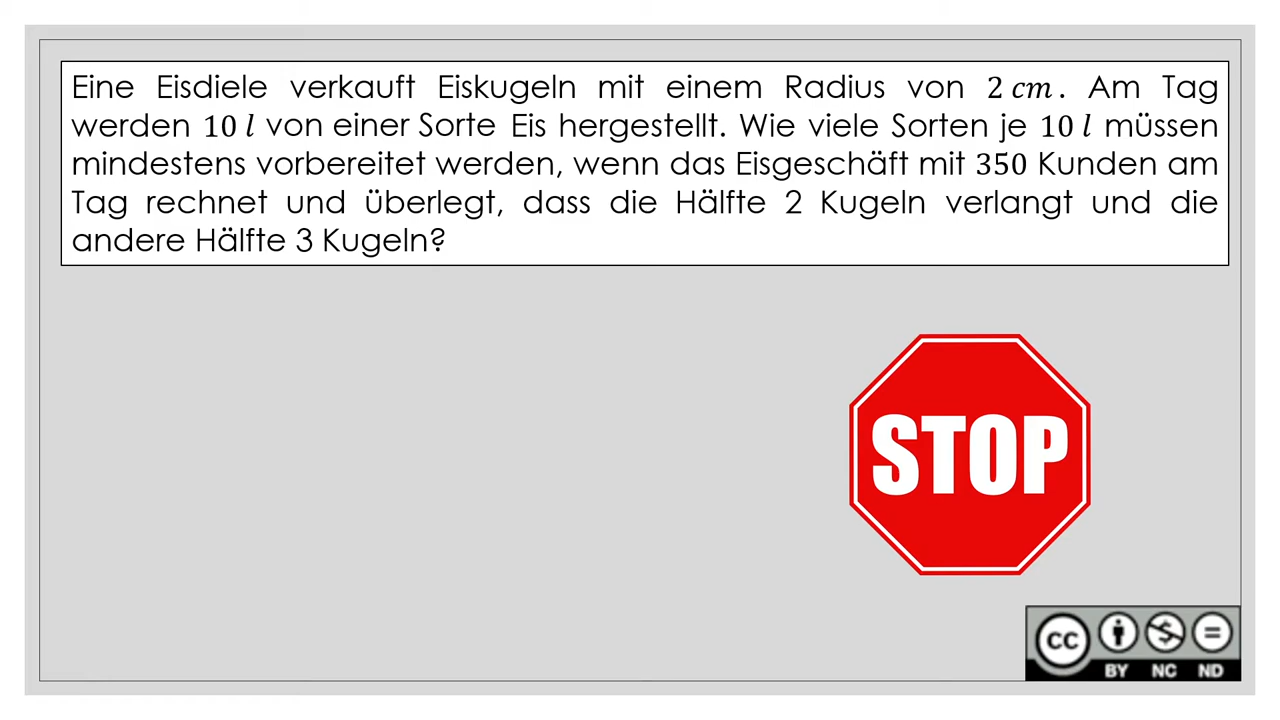 Eine Eisdiele verkauft Eiskugeln mit einem Radius von 2 cm. Am Tag
werden 10 l von einer Sorte Eis hergestellt. Wie viele Sorten je 10 l müssen
mindestens vorbereitet werden, wenn das Eisgeschäft mit 350 Kunden am
Tag rechnet und überlegt, dass die Hälfte 2 Kugeln verlangt und die
andere Hälfte 3 Kugeln?
STOP
CC
BY NC ND